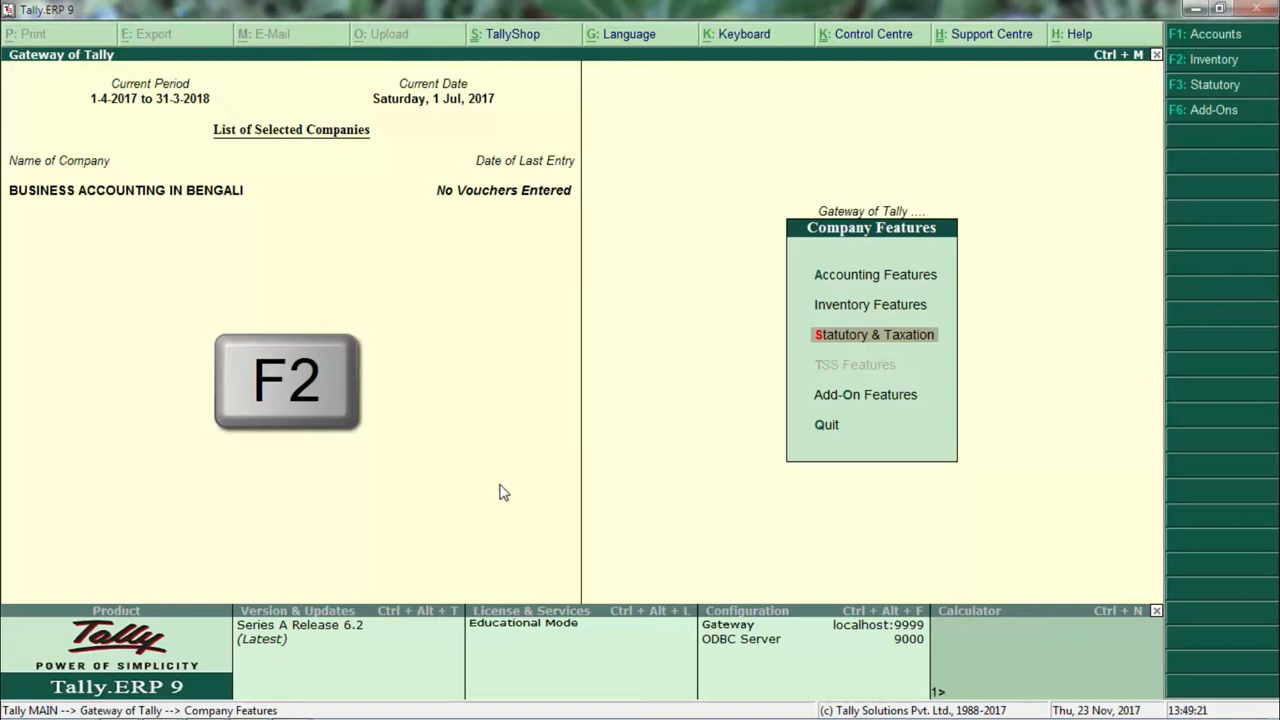 Tally.ERP 9
P: Print
E: Export
M: E-Mail
O: Upload
S: TallyShop
G: Language
K: Keyboard
K: Control Centre
H: Support Centre
H: Help
F1: Accounts
F2: Inventory
F3: Statutory
F6: Add-Ons
Gateway of Tally
Ctrl + M
Current Period
1-4-2017 to 31-3-2018
Current Date
Saturday, 1 Jul, 2017
List of Selected Companies
Name of Company
Date of Last Entry
BUSINESS ACCOUNTING IN BENGALI
No Vouchers Entered
F2
Gateway of Tally ....
Company Features
Accounting Features
Inventory Features
Statutory & Taxation
TSS Features
Add-On Features
Quit
Product
Tally
POWER OF SIMPLICITY
Tally.ERP 9
Version & Updates Ctrl + Alt + T
Series A Release 6.2
(Latest)
License & Services Ctrl + Alt + L
Educational Mode
Configuration Ctrl + Alt + F
Gateway localhost:9999
ODBC Server 9000
Calculator Ctrl + N
1>
Tally MAIN --> Gateway of Tally --> Company Features
(c) Tally Solutions Pvt. Ltd., 1988-2017
Thu, 23 Nov, 2017
13:49:21